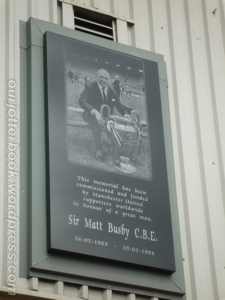 This memorial has been
commissioned and funded
by Manchester United
supporters worldwide
in honour of a great man.
Sir Matt Busby C.B.E.
26-05-1909 - 20-01-1994
ourjotterbook.wordpress.com©